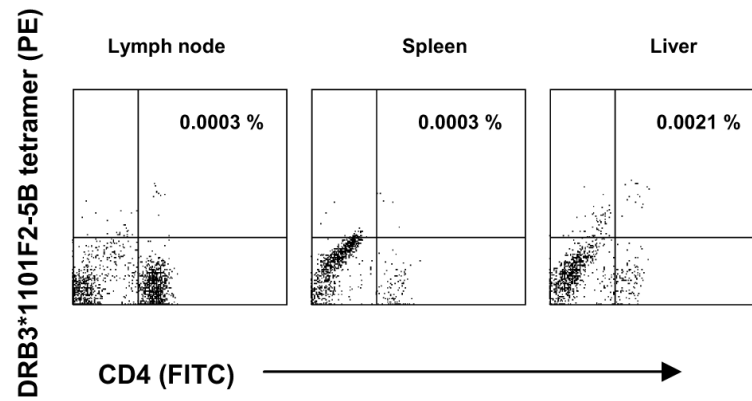 DRB3*1101F2-5B tetramer (PE)
Lymph node
Spleen
Liver
0.0003 %
0.0003 %
0.0021 %
CD4 (FITC)